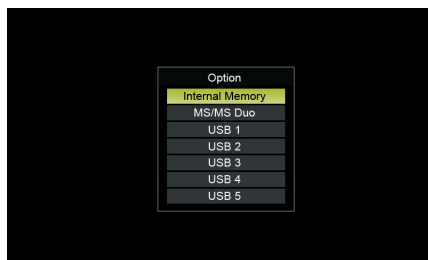 Option
Internal Memory
MS/MS Duo
USB 1
USB 2
USB 3
USB 4
USB 5